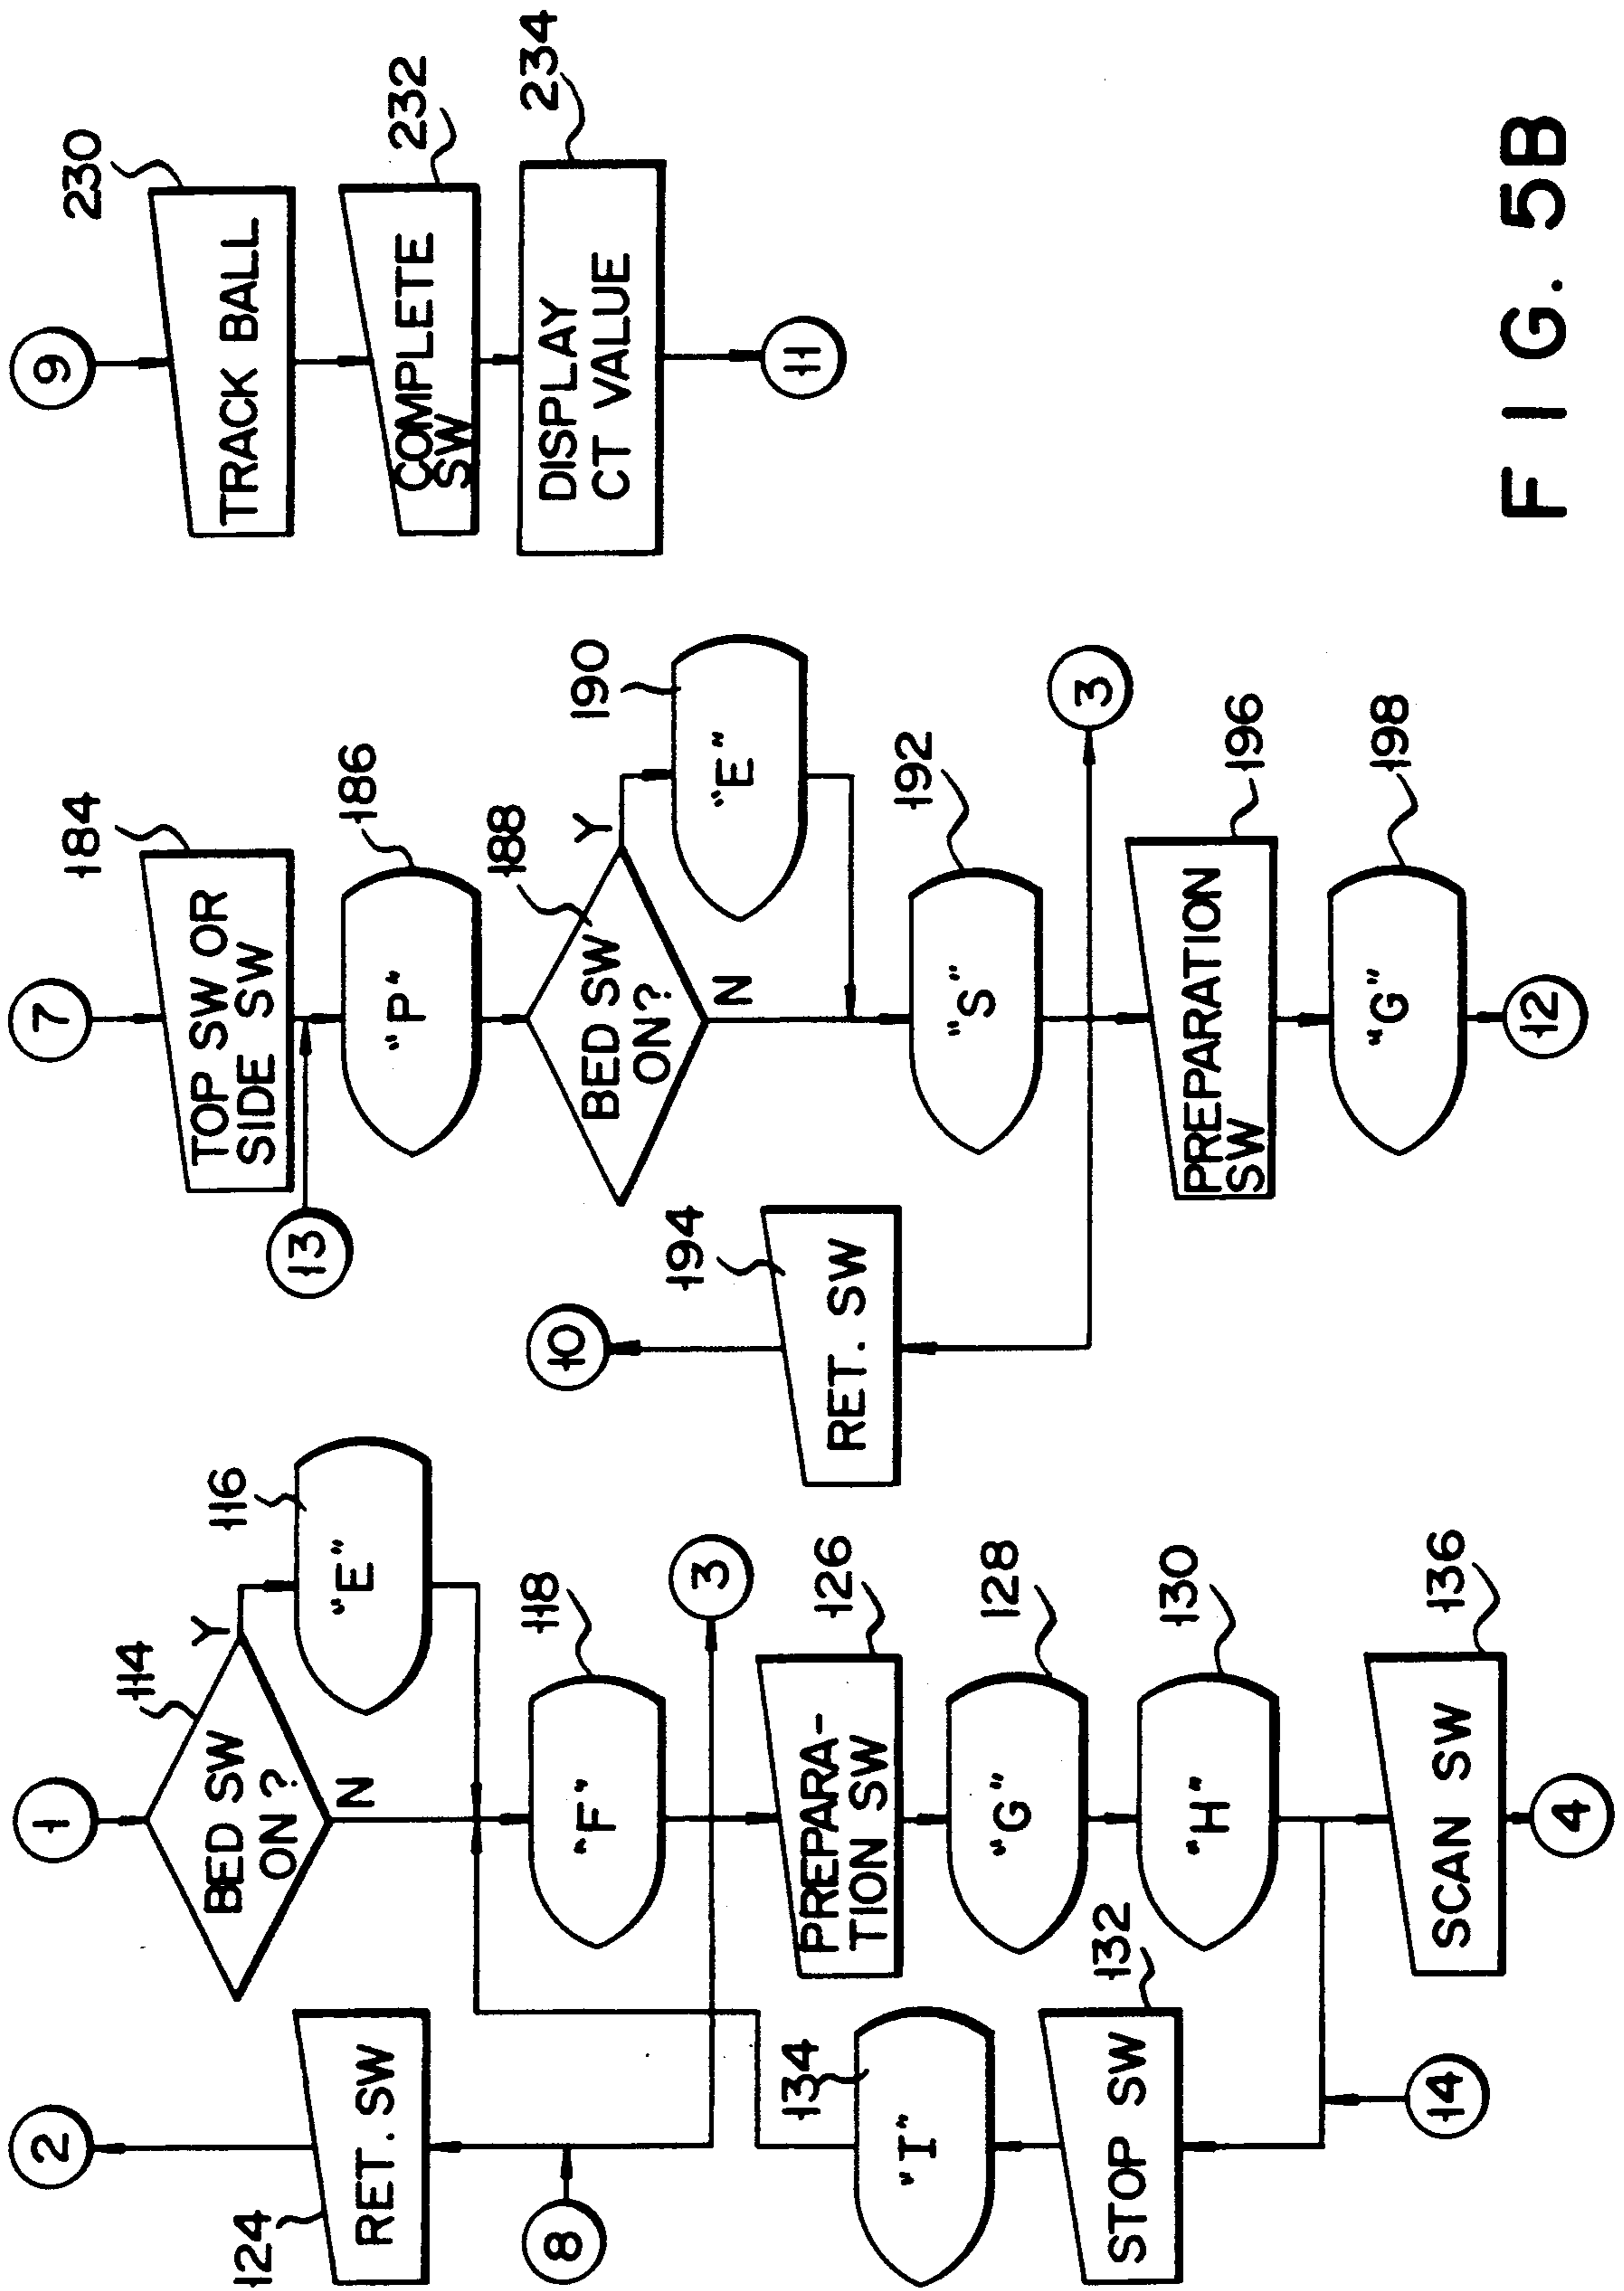 1
114
BED SW
ON?
Y
N
116
"E"
2
124
RET. SW
8
118
"F"
3
126
PREPARA-
TION SW
128
"G"
130
"H"
134
"I"
132
STOP SW
14
136
SCAN SW
4
7
184
TOP SW OR
SIDE SW
13
186
"P"
188
BED SW
ON?
Y
N
190
"E"
192
"S"
10
194
RET. SW
3
196
PREPARATION
SW
198
"G"
12
9
230
TRACK BALL
232
COMPLETE
SW
234
DISPLAY
CT VALUE
11
FIG. 5B